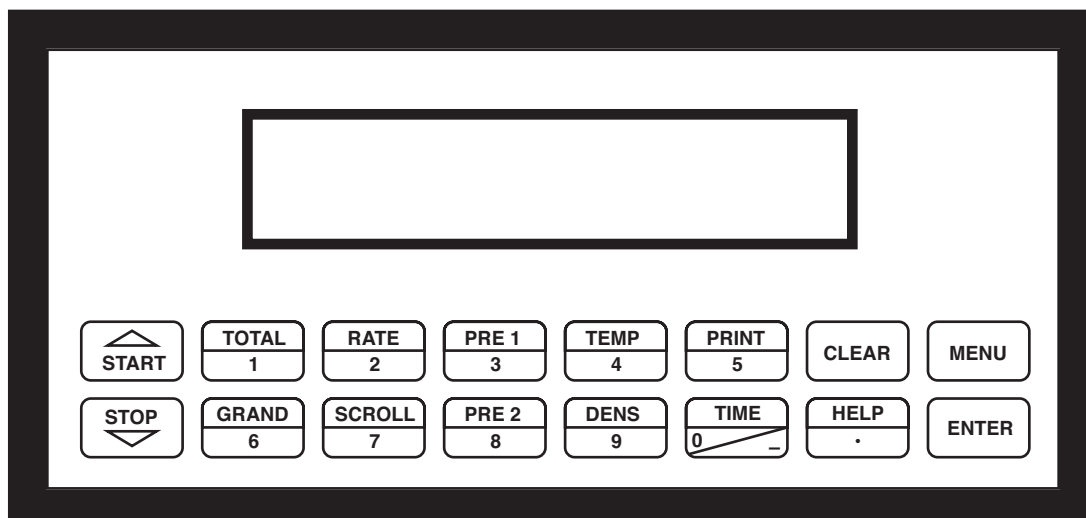 START
TOTAL 1
RATE 2
PRE 1 3
TEMP 4
PRINT 5
CLEAR
MENU
STOP
GRAND 6
SCROLL 7
PRE 2 8
DENS 9
TIME 0 –
HELP .
ENTER